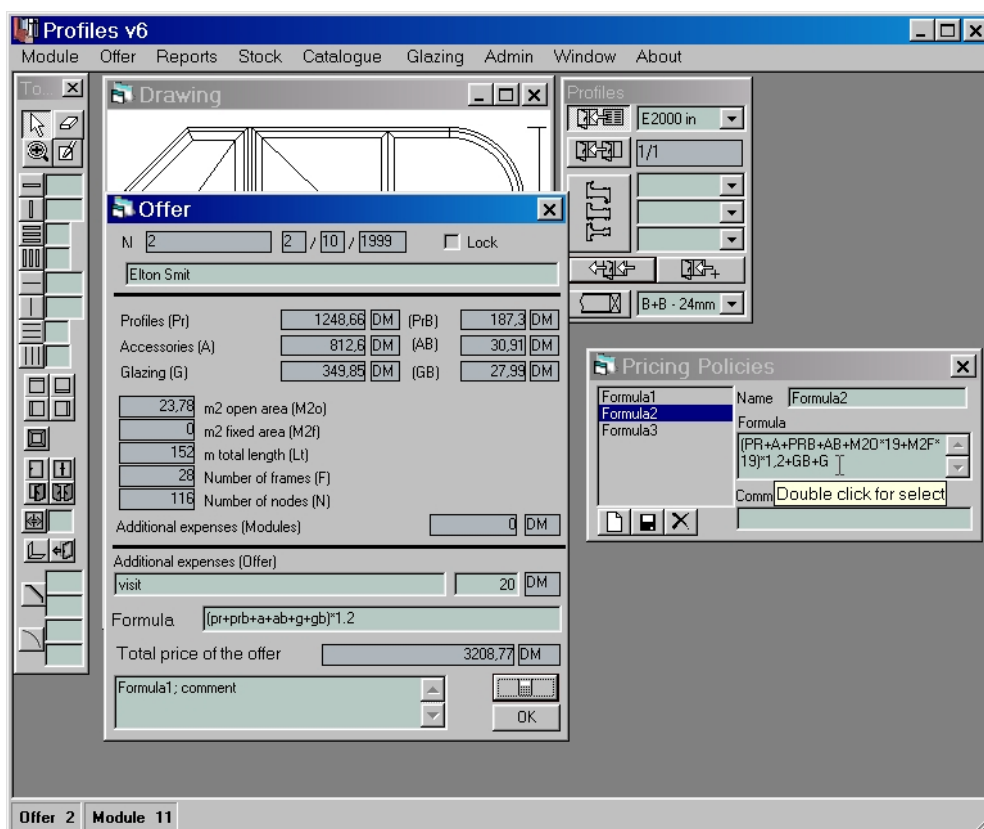 Profiles v6
Module Offer Reports Stock Catalogue Glazing Admin Window About
To...
Drawing
Profiles
E2000 in
1/1
B+B - 24mm
Offer
N 2 2 / 10 / 1999 Lock
Elton Smit
Profiles (Pr) 1248,66 DM (PrB) 187,3 DM
Accessories (A) 812,6 DM (AB) 30,91 DM
Glazing (G) 349,85 DM (GB) 27,99 DM
23,78 m2 open area (M2o)
0 m2 fixed area (M2f)
152 m total length (Lt)
28 Number of frames (F)
116 Number of nodes (N)
Additional expenses (Modules) 0 DM
Additional expenses (Offer)
visit 20 DM
Formula (pr+prb+a+ab+g+gb)*1.2
Total price of the offer 3208,77 DM
Formula1; comment
OK
Pricing Policies
Formula1
Formula2
Formula3
Name Formula2
Formula
(PR+A+PRB+AB+M2O*19+M2F*
19)*1,2+GB+G
Comm
Double click for select
Offer 2 Module 11